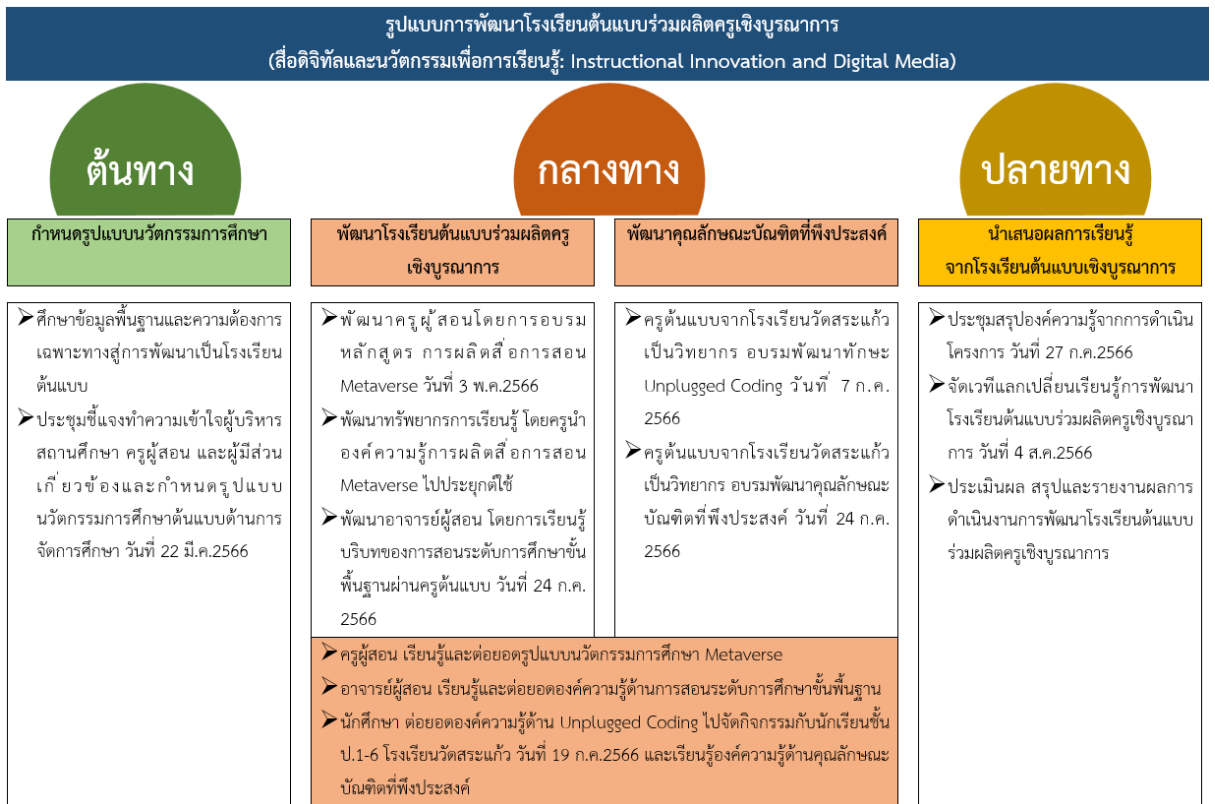 รูปแบบการพัฒนาโรงเรียนต้นแบบร่วมผลิตครูเชิงบูรณาการ
(สื่อดิจิทัลและนวัตกรรมเพื่อการเรียนรู้: Instructional Innovation and Digital Media)
ต้นทาง
กำหนดรูปแบบนวัตกรรมการศึกษา
➢ศึกษาข้อมูลพื้นฐานและความต้องการ
เฉพาะทางสู่การพัฒนาเป็นโรงเรียน
ต้นแบบ
➢ประชุมชี้แจงทำความเข้าใจผู้บริหาร
สถานศึกษา ครูผู้สอน และผู้มีส่วน
เกี่ยวข้องและกำหนดรูปแบบ
นวัตกรรมการศึกษาต้นแบบด้านการ
จัดการศึกษา วันที่ 22 มี.ค.2566
กลางทาง
พัฒนาโรงเรียนต้นแบบร่วมผลิตครู
เชิงบูรณาการ
➢พัฒนาครูผู้สอนโดยการอบรม
หลักสูตร การผลิตสื่อการสอน
Metaverse วันที่ 3 พ.ค.2566
➢พัฒนาทรัพยากรการเรียนรู้ โดยครูนำ
องค์ความรู้การผลิตสื่อการสอน
Metaverse ไปประยุกต์ใช้
➢พัฒนาอาจารย์ผู้สอน โดยการเรียนรู้
บริบทของการสอนระดับการศึกษาขั้น
พื้นฐานผ่านครูต้นแบบ วันที่ 24 ก.ค.
2566
พัฒนาคุณลักษณะบัณฑิตที่พึงประสงค์
➢ครูต้นแบบจากโรงเรียนวัดสระแก้ว
เป็นวิทยากร อบรมพัฒนาทักษะ
Unplugged Coding วันที่ 7 ก.ค.
2566
➢ครูต้นแบบจากโรงเรียนวัดสระแก้ว
เป็นวิทยากร อบรมพัฒนาคุณลักษณะ
บัณฑิตที่พึงประสงค์ วันที่ 24 ก.ค.
2566
➢ครูผู้สอน เรียนรู้และต่อยอดรูปแบบนวัตกรรมการศึกษา Metaverse
➢อาจารย์ผู้สอน เรียนรู้และต่อยอดองค์ความรู้ด้านการสอนระดับการศึกษาขั้นพื้นฐาน
➢นักศึกษา ต่อยอดองค์ความรู้ด้าน Unplugged Coding ไปจัดกิจกรรมกับนักเรียนชั้น
ป.1-6 โรงเรียนวัดสระแก้ว วันที่ 19 ก.ค.2566 และเรียนรู้องค์ความรู้ด้านคุณลักษณะ
บัณฑิตที่พึงประสงค์
ปลายทาง
นำเสนอผลการเรียนรู้
จากโรงเรียนต้นแบบเชิงบูรณาการ
➢ประชุมสรุปองค์ความรู้จากการดำเนิน
โครงการ วันที่ 27 ก.ค.2566
➢จัดเวทีแลกเปลี่ยนเรียนรู้การพัฒนา
โรงเรียนต้นแบบร่วมผลิตครูเชิงบูรณา
การ วันที่ 4 ส.ค.2566
➢ประเมินผล สรุปและรายงานผลการ
ดำเนินงานการพัฒนาโรงเรียนต้นแบบ
ร่วมผลิตครูเชิงบูรณาการ